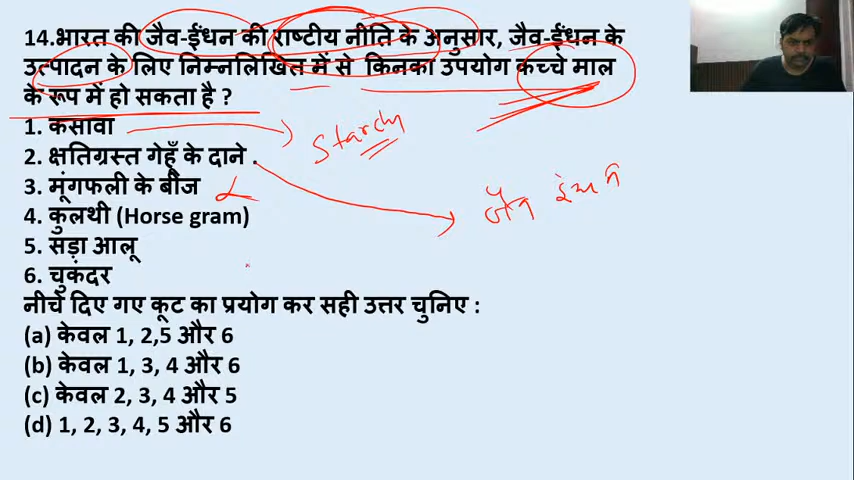 14.भारत की जैव-ईंधन की राष्टीय नीति के अनुसार, जैव-ईंधन के
उत्पादन के लिए निम्नलिखित में से किनका उपयोग कच्चे माल
के रूप में हो सकता है ?
1. कसावा
Starchy
2. क्षतिग्रस्त गेहूँ के दाने .
3. मूंगफली के बीज
जैव
4. कुलथी (Horse gram)
5. सड़ा आलू
6. चुकंदर
नीचे दिए गए कूट का प्रयोग कर सही उत्तर चुनिए :
(a) केवल 1, 2,5 और 6
(b) केवल 1, 3, 4 और 6
(c) केवल 2, 3, 4 और 5
(d) 1, 2, 3, 4, 5 और 6